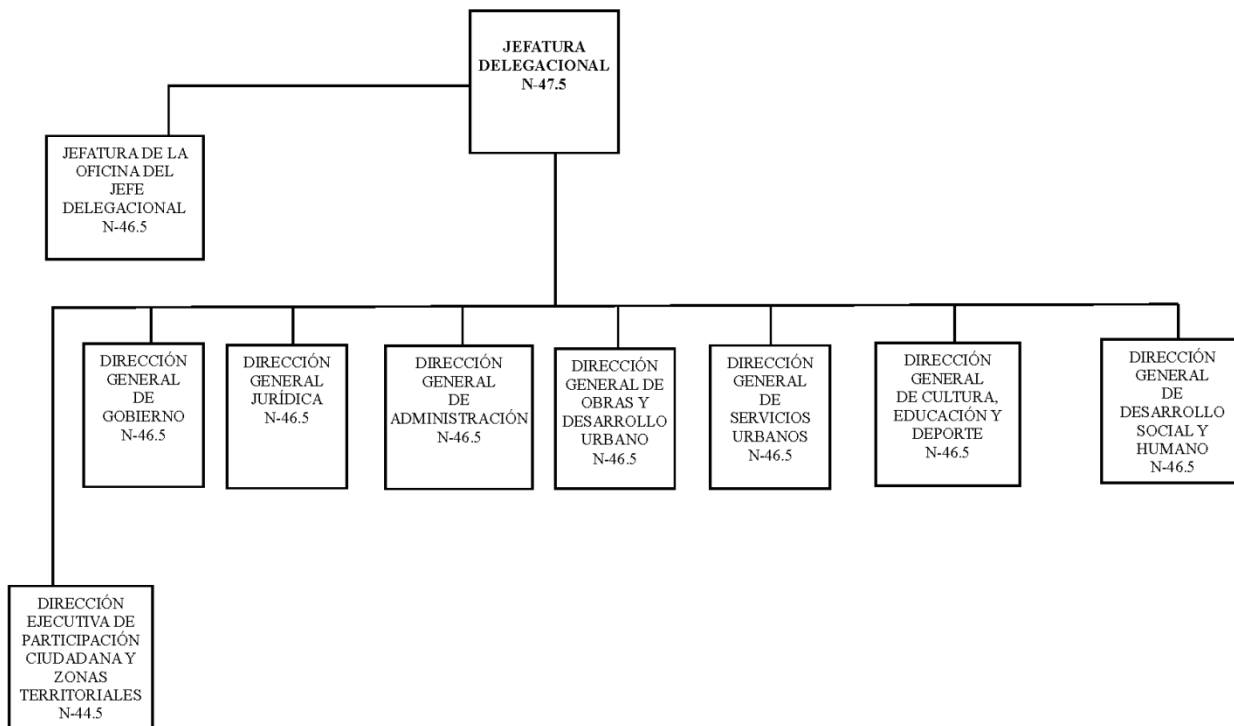 JEFATURA
DELEGACIONAL
N-47.5
JEFATURA DE LA
OFICINA DEL
JEFE
DELEGACIONAL
N-46.5
DIRECCIÓN
GENERAL
DE
GOBIERNO
N-46.5
DIRECCIÓN
GENERAL
JURÍDICA
N-46.5
DIRECCIÓN
GENERAL
DE
ADMINISTRACIÓN
N-46.5
DIRECCIÓN
GENERAL DE
OBRAS Y
DESARROLLO
URBANO
N-46.5
DIRECCIÓN
GENERAL
DE
SERVICIOS
URBANOS
N-46.5
DIRECCIÓN
GENERAL
DE CULTURA,
EDUCACIÓN Y
DEPORTE
N-46.5
DIRECCIÓN
GENERAL
DE
DESARROLLO
SOCIAL Y
HUMANO
N-46.5
DIRECCIÓN
EJECUTIVA DE
PARTICIPACIÓN
CIUDADANA Y
ZONAS
TERRITORIALES
N-44.5